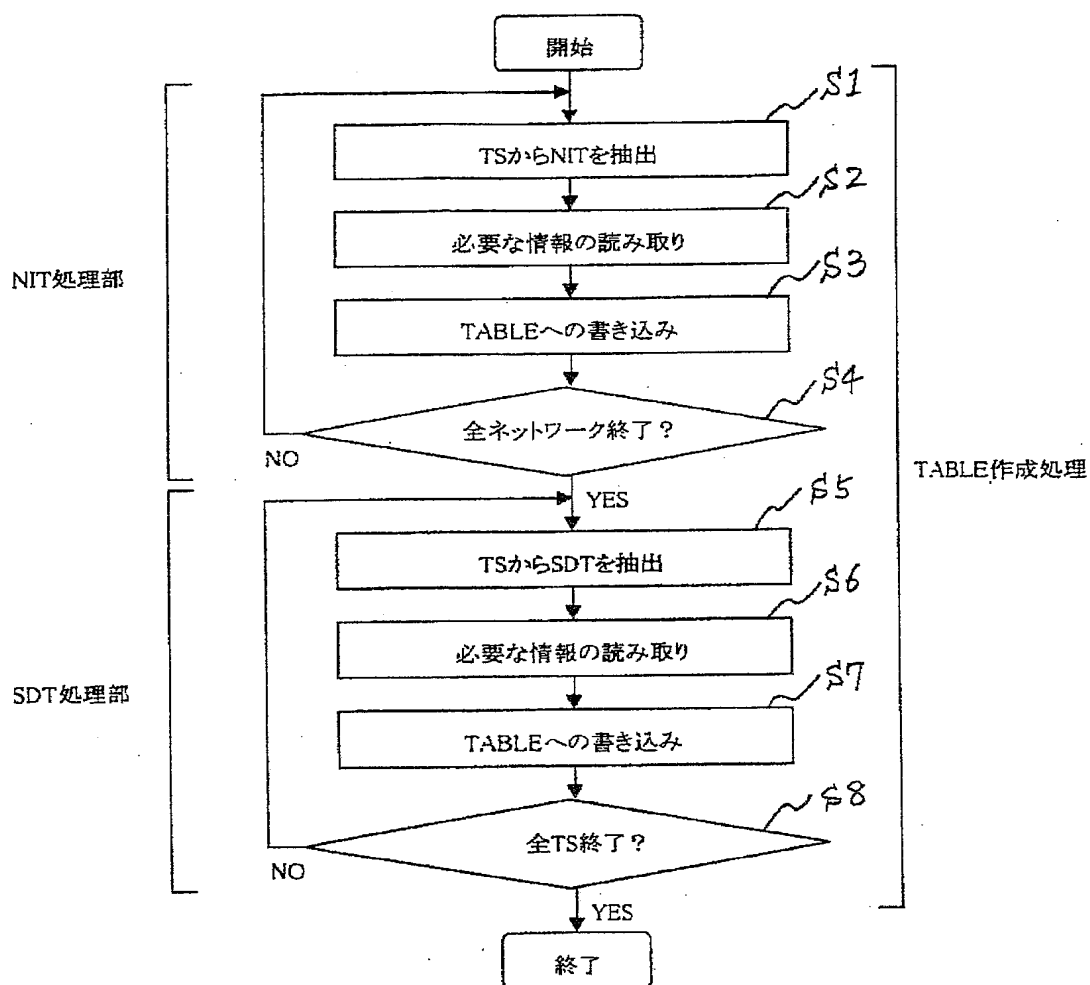 開始
S1
TSからNITを抽出
S2
必要な情報の読み取り
NIT処理部
S3
TABLEへの書き込み
S4
全ネットワーク終了？
NO
TABLE作成処理
YES
S5
TSからSDTを抽出
S6
必要な情報の読み取り
SDT処理部
S7
TABLEへの書き込み
S8
全TS終了？
NO
YES
終了